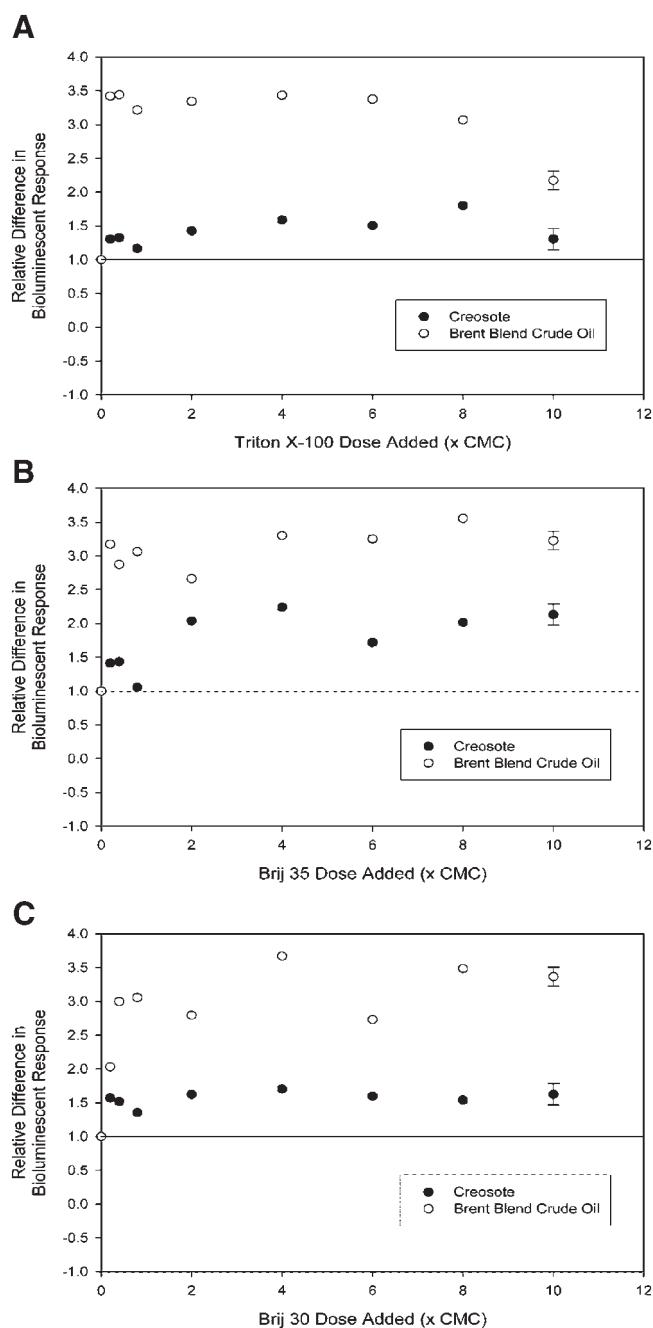 A
Relative Difference in
Bioluminescent Response
4.0
3.5
3.0
2.5
2.0
1.5
1.0
0.5
0.0
-0.5
-1.0
Creosote
Brent Blend Crude Oil
0 2 4 6 8 10 12
Triton X-100 Dose Added (x CMC)
B
Relative Difference in
Bioluminescent Response
4.0
3.5
3.0
2.5
2.0
1.5
1.0
0.5
0.0
-0.5
-1.0
Creosote
Brent Blend Crude Oil
0 2 4 6 8 10 12
Brij 35 Dose Added (x CMC)
C
Relative Difference in
Bioluminescent Response
4.0
3.5
3.0
2.5
2.0
1.5
1.0
0.5
0.0
-0.5
-1.0
Creosote
Brent Blend Crude Oil
0 2 4 6 8 10 12
Brij 30 Dose Added (x CMC)